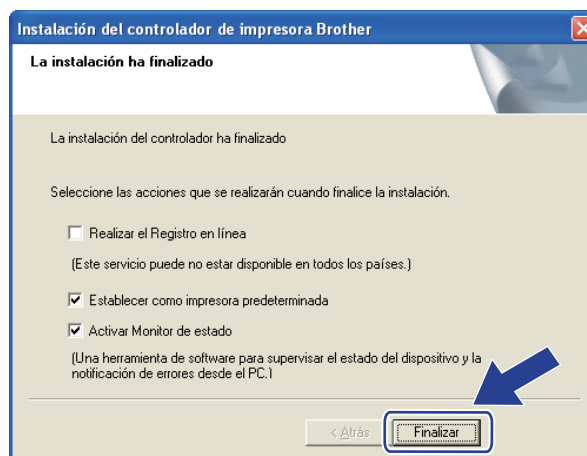 Instalación del controlador de impresora Brother
La instalación ha finalizado
La instalación del controlador ha finalizado
Seleccione las acciones que se realizarán cuando finalice la instalación.
Realizar el Registro en línea
(Este servicio puede no estar disponible en todos los países.)
Establecer como impresora predeterminada
Activar Monitor de estado
(Una herramienta de software para supervisar el estado del dispositivo y la
notificación de errores desde el PC.)
< Atrás
Finalizar